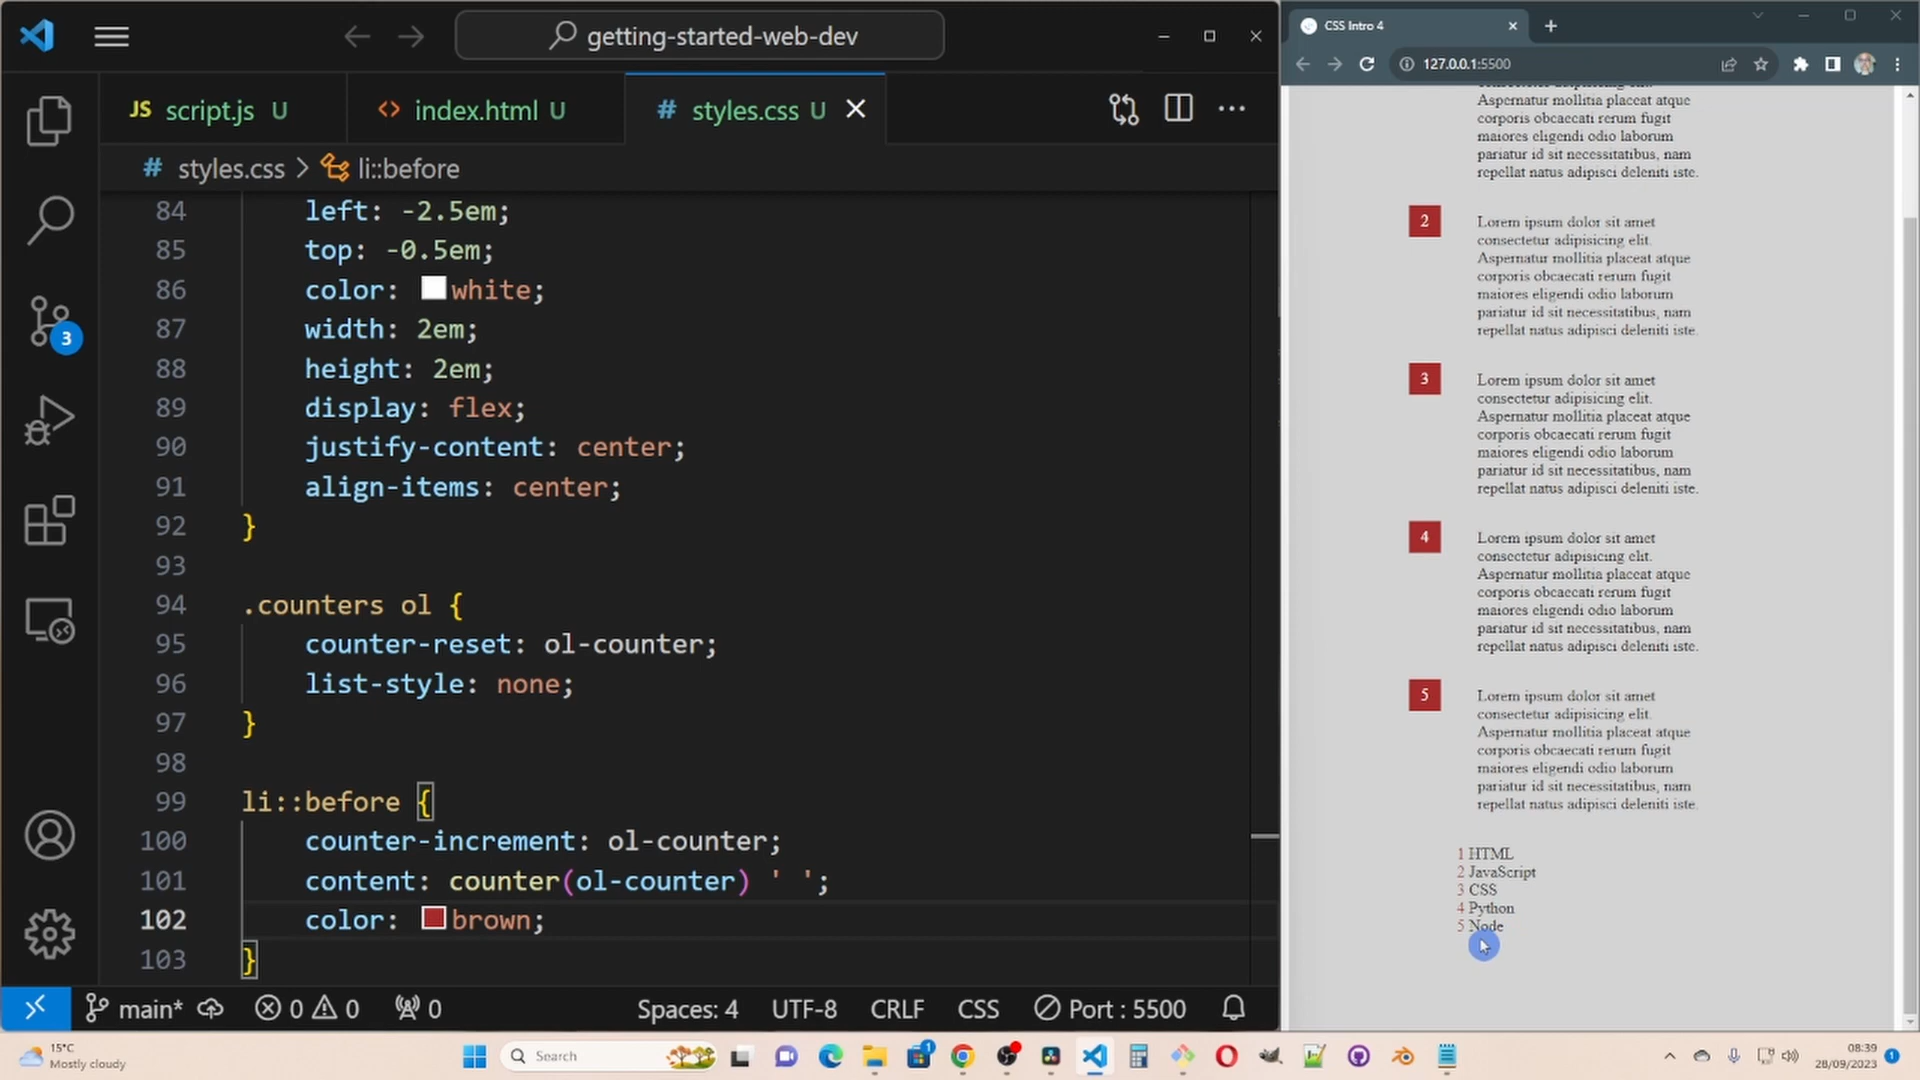 getting-started-web-dev
JS script.js U
<> index.html U
# styles.css U
# styles.css > li::before
84 left: -2.5em;
85 top: -0.5em;
86 color: white;
87 width: 2em;
88 height: 2em;
89 display: flex;
90 justify-content: center;
91 align-items: center;
92 }
93
94 .counters ol {
95 counter-reset: ol-counter;
96 list-style: none;
97 }
98
99 li::before {
100 counter-increment: ol-counter;
101 content: counter(ol-counter) ' ';
102 color: brown;
103 }
3
main* 0 0 0 Spaces: 4 UTF-8 CRLF CSS Port : 5500
CSS Intro 4
127.0.0.1:5500
Aspernatur mollitia placeat atque
corporis obcaecati rerum fugit
maiores eligendi odio laborum
pariatur id sit necessitatibus, nam
repellat natus adipisci deleniti iste.
2 Lorem ipsum dolor sit amet
consectetur adipisicing elit.
Aspernatur mollitia placeat atque
corporis obcaecati rerum fugit
maiores eligendi odio laborum
pariatur id sit necessitatibus, nam
repellat natus adipisci deleniti iste.
3 Lorem ipsum dolor sit amet
consectetur adipisicing elit.
Aspernatur mollitia placeat atque
corporis obcaecati rerum fugit
maiores eligendi odio laborum
pariatur id sit necessitatibus, nam
repellat natus adipisci deleniti iste.
4 Lorem ipsum dolor sit amet
consectetur adipisicing elit.
Aspernatur mollitia placeat atque
corporis obcaecati rerum fugit
maiores eligendi odio laborum
pariatur id sit necessitatibus, nam
repellat natus adipisci deleniti iste.
5 Lorem ipsum dolor sit amet
consectetur adipisicing elit.
Aspernatur mollitia placeat atque
corporis obcaecati rerum fugit
maiores eligendi odio laborum
pariatur id sit necessitatibus, nam
repellat natus adipisci deleniti iste.
1 HTML
2 JavaScript
3 CSS
4 Python
5 Node
15°C
Mostly cloudy
Search
1
08:39
28/09/2023
1